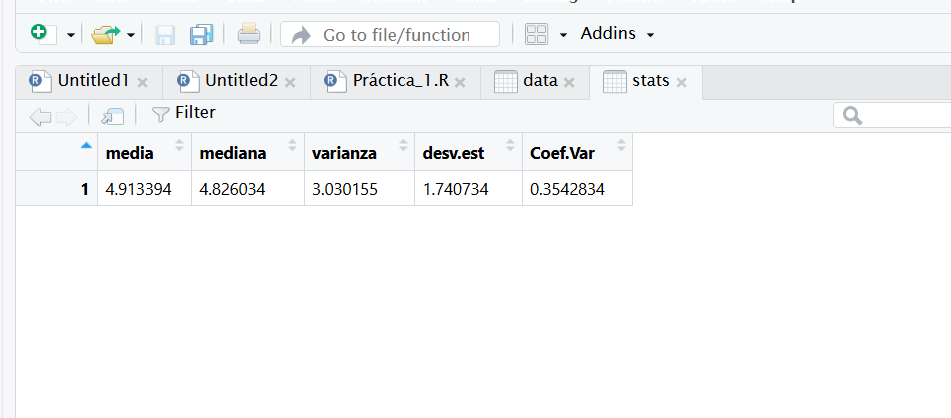 Go to file/function
Addins
Untitled1
Untitled2
Práctica_1.R
data
stats
Filter
media mediana varianza desv.est Coef.Var
1 4.913394 4.826034 3.030155 1.740734 0.3542834